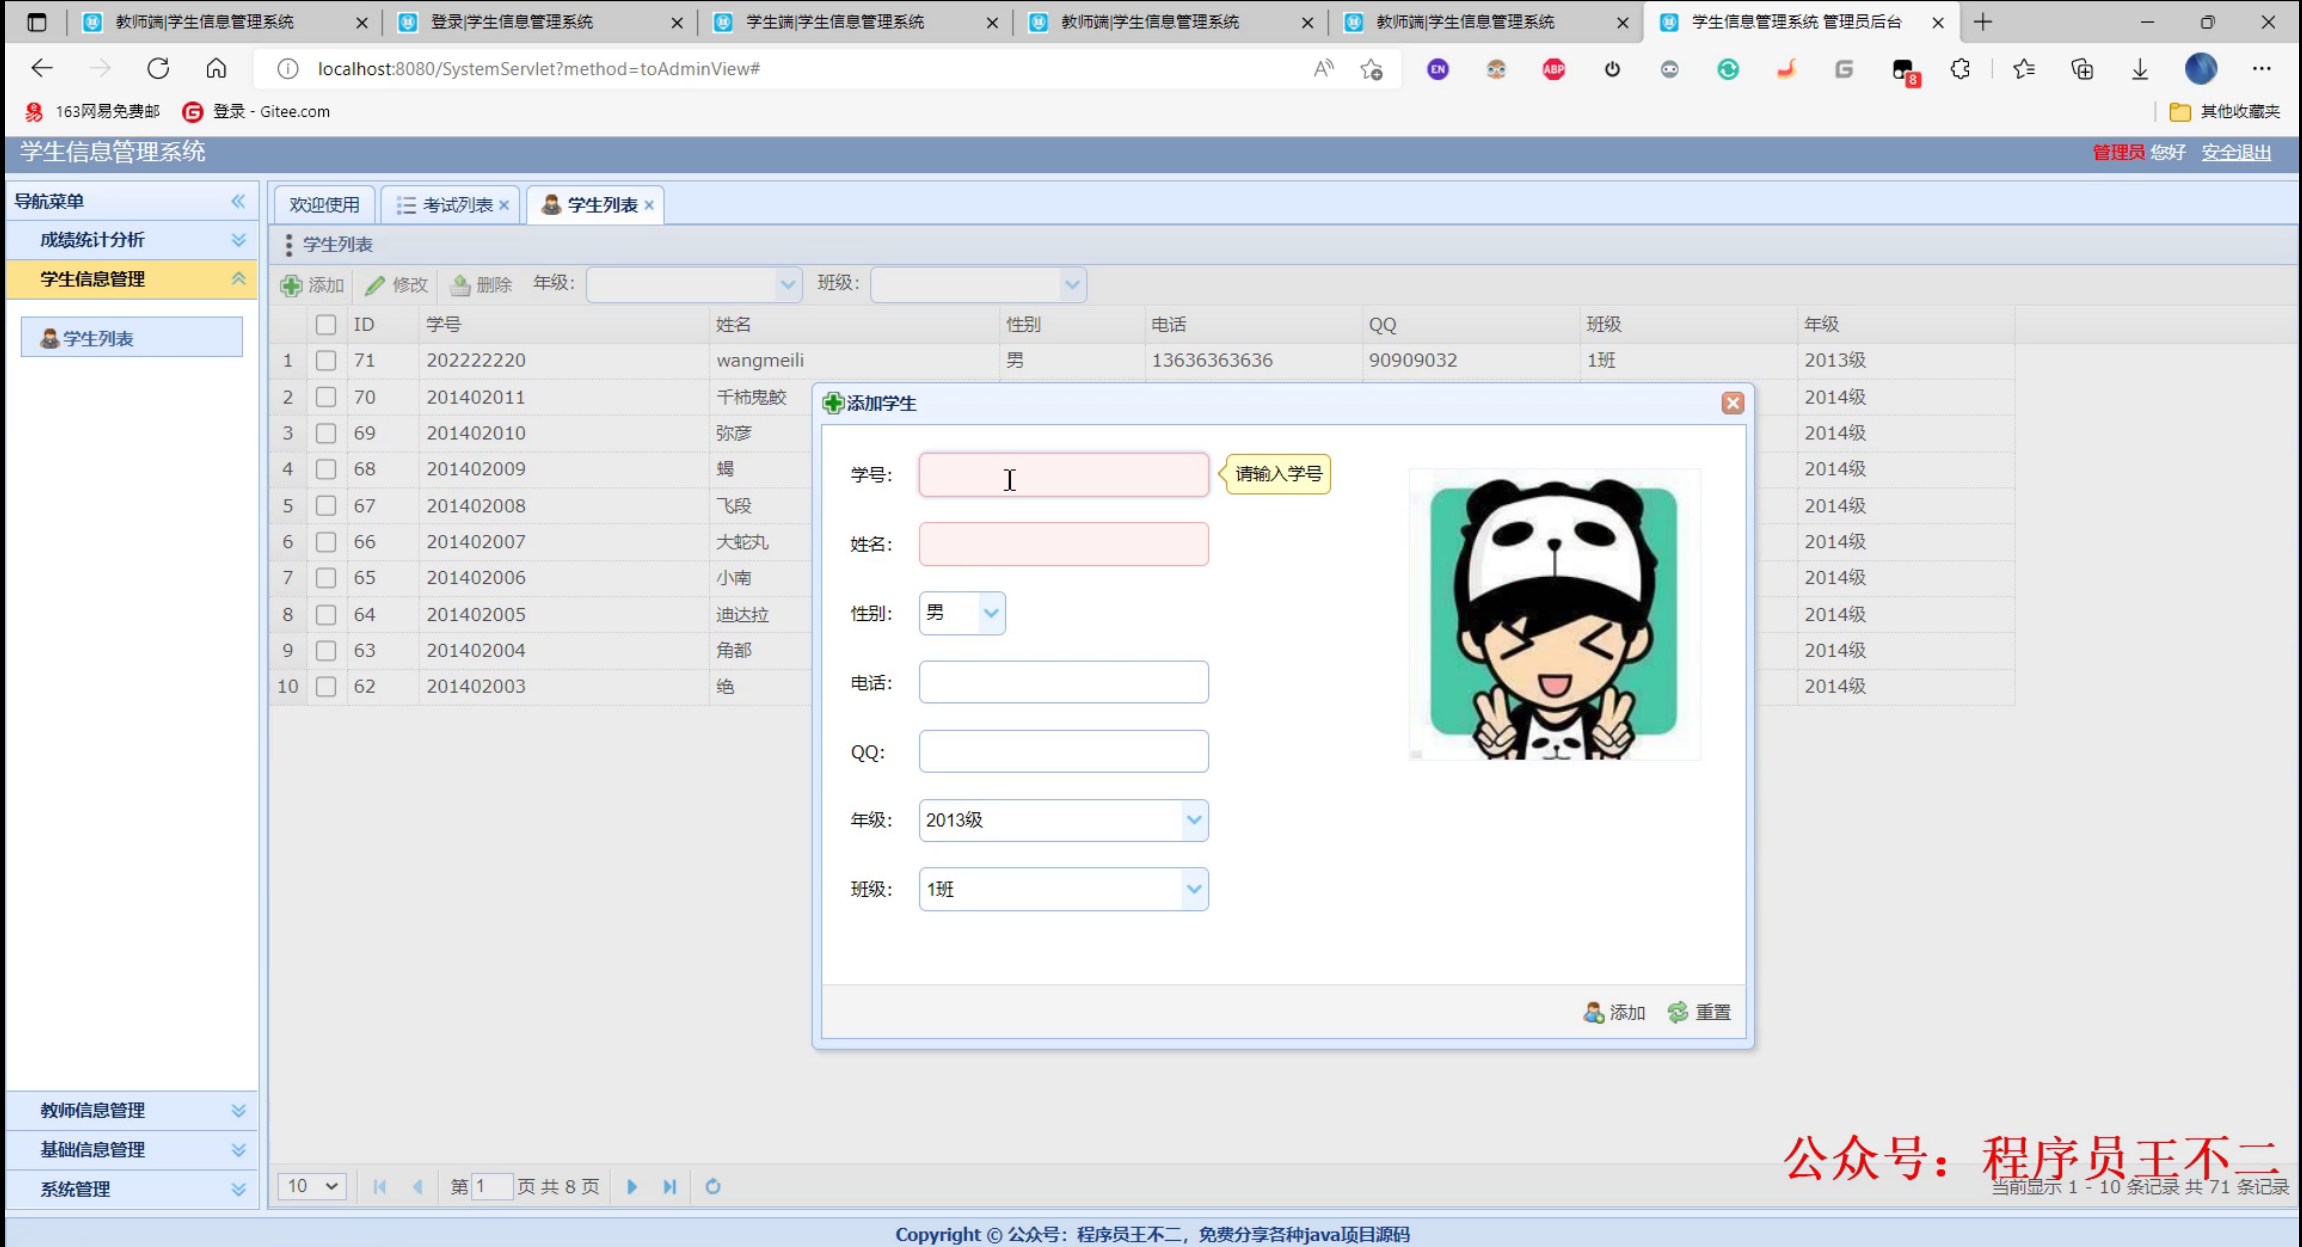 教师端|学生信息管理系统 登录|学生信息管理系统 学生端|学生信息管理系统 教师端|学生信息管理系统 教师端|学生信息管理系统 学生信息管理系统 管理员后台
localhost:8080/SystemServlet?method=toAdminView# EN ABP 8
163网易免费邮 登录 - Gitee.com 其他收藏夹
学生信息管理系统 管理员 您好 安全退出
导航菜单
成绩统计分析
学生信息管理
学生列表
教师信息管理
基础信息管理
系统管理
欢迎使用 考试列表 学生列表
学生列表
添加 修改 删除 年级: 班级:
ID 学号 姓名 性别 电话 QQ 班级 年级
1 71 202222220 wangmeili 男 13636363636 90909032 1班 2013级
2 70 201402011 千柿鬼鲛 2014级
3 69 201402010 弥彦 2014级
4 68 201402009 蝎 2014级
5 67 201402008 飞段 2014级
6 66 201402007 大蛇丸 2014级
7 65 201402006 小南 2014级
8 64 201402005 迪达拉 2014级
9 63 201402004 角都 2014级
10 62 201402003 绝 2014级
添加学生
学号: 请输入学号
姓名:
性别: 男
电话:
QQ:
年级: 2013级
班级: 1班
添加 重置
公众号：程序员王不二
10 第 1 页 共 8 页 当前显示 1 - 10 条记录 共 71 条记录
Copyright © 公众号：程序员王不二，免费分享各种java项目源码